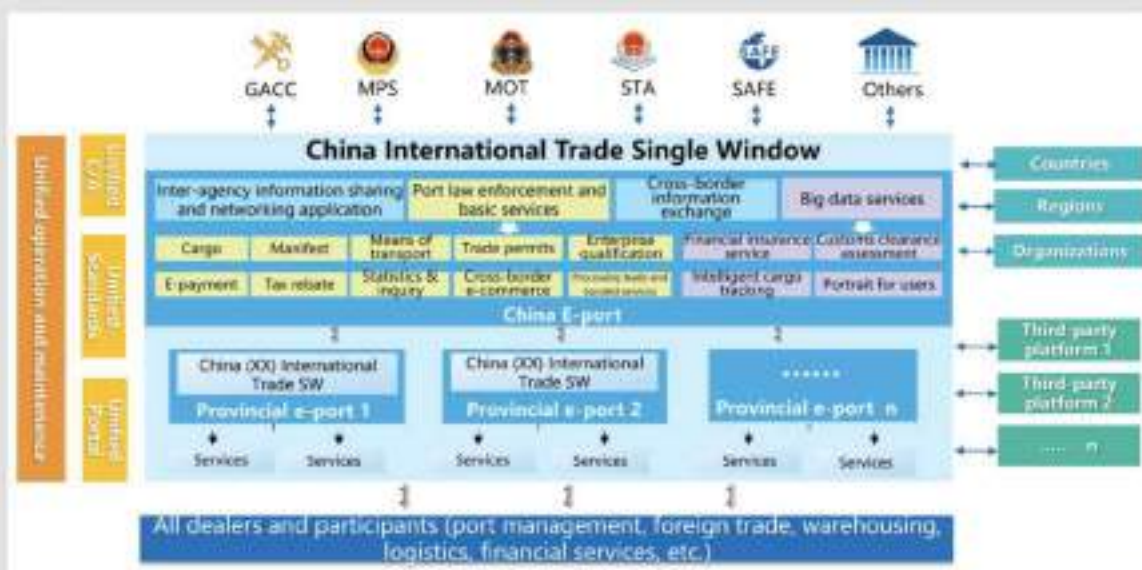 GACC
MPS
MOT
STA
SAFE
SAFE
Others
China International Trade Single Window
Inter-agency information sharing
and networking application
Port law enforcement and
basic services
Cross-border
information
exchange
Big data services
Cargo
Manifest
Means of
transport
Trade permits
Enterprise
qualification
Financial insurance
service
Customs clearance
assessment
E-payment
Tax rebate
Statistics &
inquiry
Cross-border
e-commerce
Intelligent cargo
tracking
Portrait for users
China E-port
China (XX) International
Trade SW
Provincial e-port 1
China (XX) International
Trade SW
Provincial e-port 2
......
Provincial e-port n
Services
Services
Services
Services
Services
Services
All dealers and participants (port management, foreign trade, warehousing,
logistics, financial services, etc.)
Unified operation and maintenance
Unified
Standards
Unified
Portal
Countries
Regions
Organizations
Third-party
platform 1
Third-party
platform 2
..... n